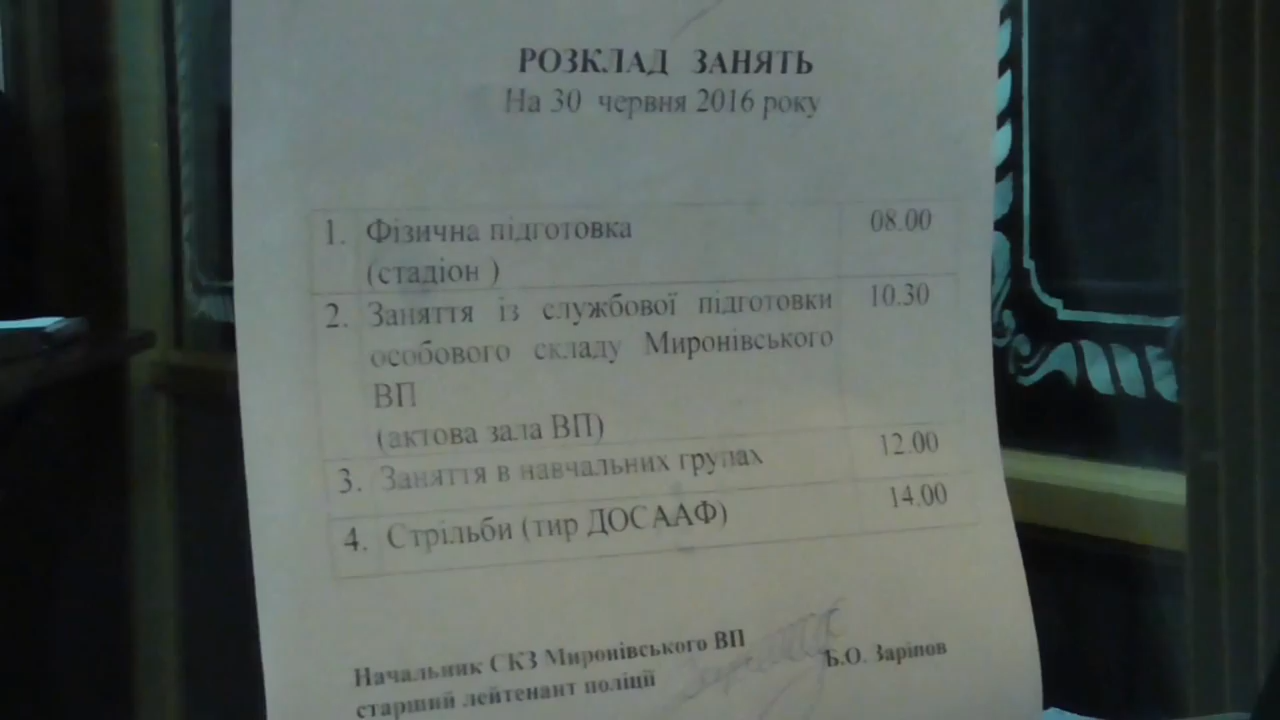 РОЗКЛАД ЗАНЯТЬ
На 30 червня 2016 року
1. Фізична підготовка 08.00
(стадіон )
2. Заняття із службової підготовки 10.30
особового складу Миронівського
ВП
(актова зала ВП)
3. Заняття в навчальних групах 12.00
4. Стрільби (тир ДОСААФ) 14.00
Начальник СКЗ Миронівського ВП
старший лейтенант поліції Б.О. Заріпов